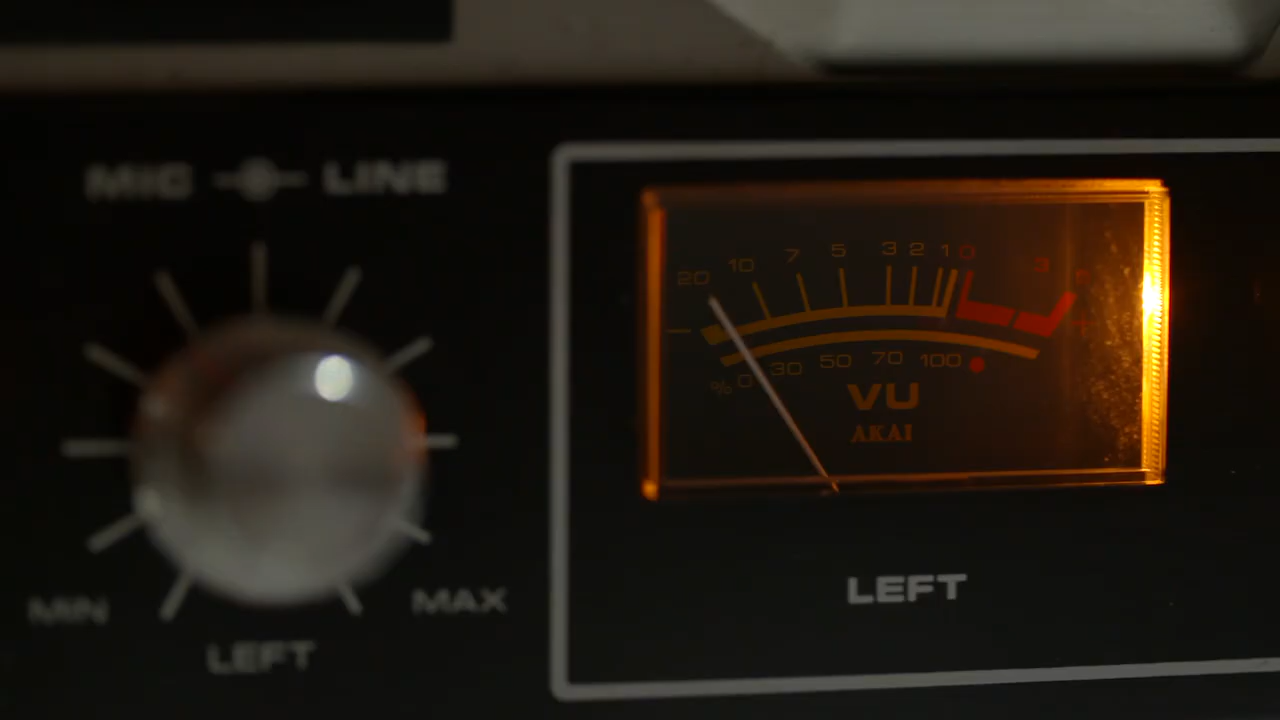 MIC LINE
MIN MAX
LEFT
20 10 7 5 3 2 1 0 3
- +
% 0 30 50 70 100
VU
AKAI
LEFT